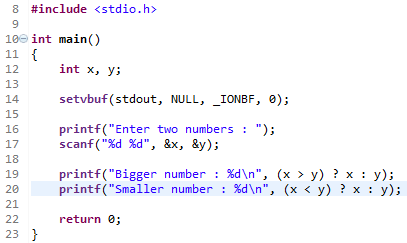 8 #include <stdio.h>
9
10 int main()
11 {
12     int x, y;
13
14     setvbuf(stdout, NULL, _IONBF, 0);
15
16     printf("Enter two numbers : ");
17     scanf("%d %d", &x, &y);
18
19     printf("Bigger number : %d\n", (x > y) ? x : y);
20     printf("Smaller number : %d\n", (x < y) ? x : y);
21
22     return 0;
23 }